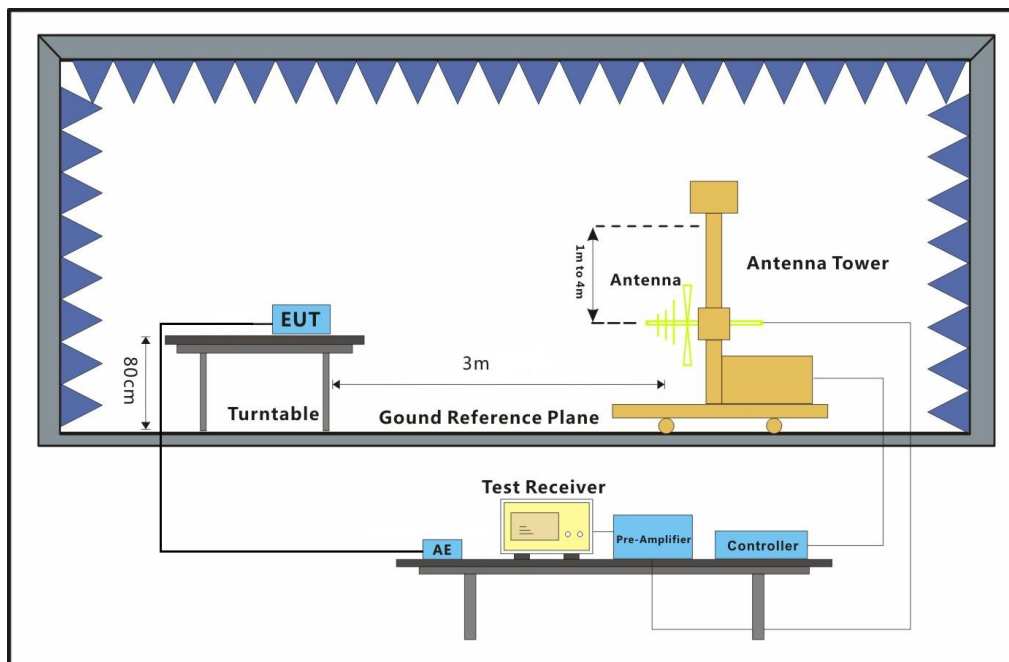 1m to 4m
Antenna
Antenna Tower
EUT
80cm
3m
Turntable
Gound Reference Plane
Test Receiver
AE
Pre-Amplifier
Controller